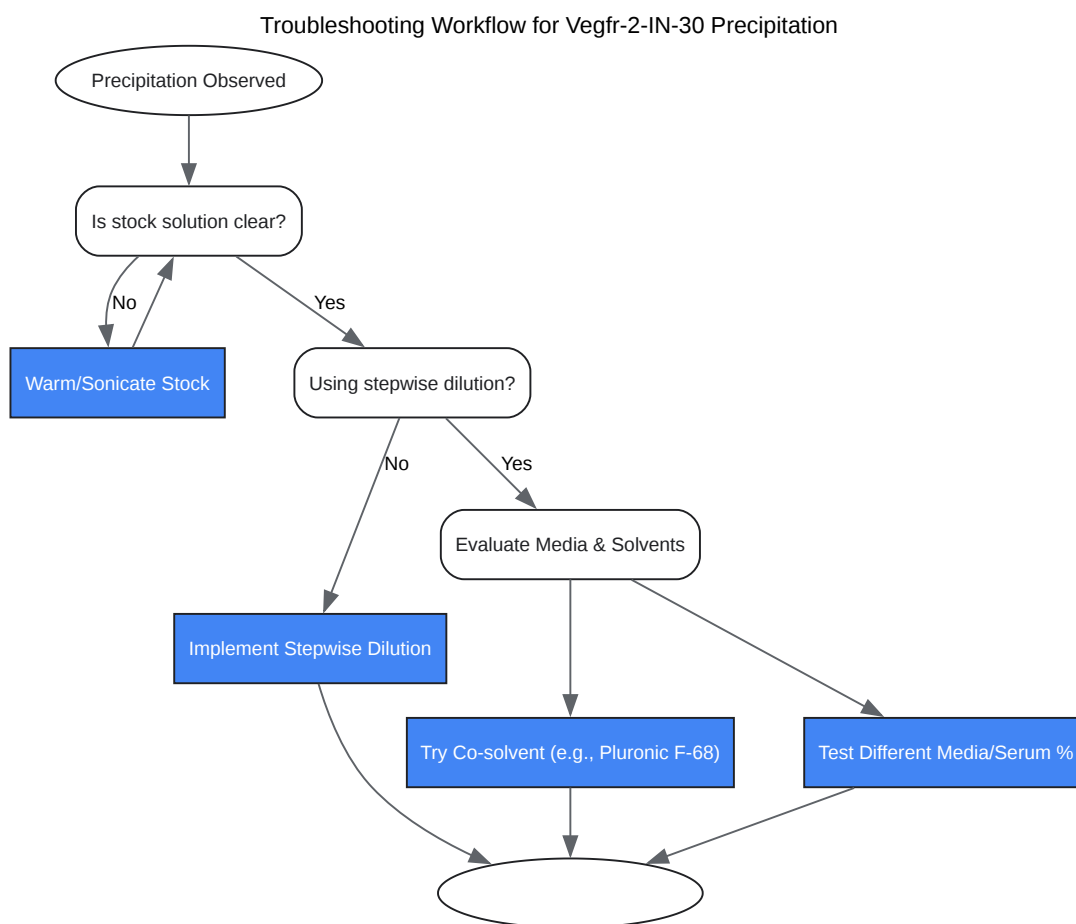 Troubleshooting Workflow for Vegfr-2-IN-30 Precipitation
Precipitation Observed
Is stock solution clear?
No
Yes
Warm/Sonicate Stock
Using stepwise dilution?
No
Yes
Evaluate Media & Solvents
Implement Stepwise Dilution
Try Co-solvent (e.g., Pluronic F-68)
Test Different Media/Serum %